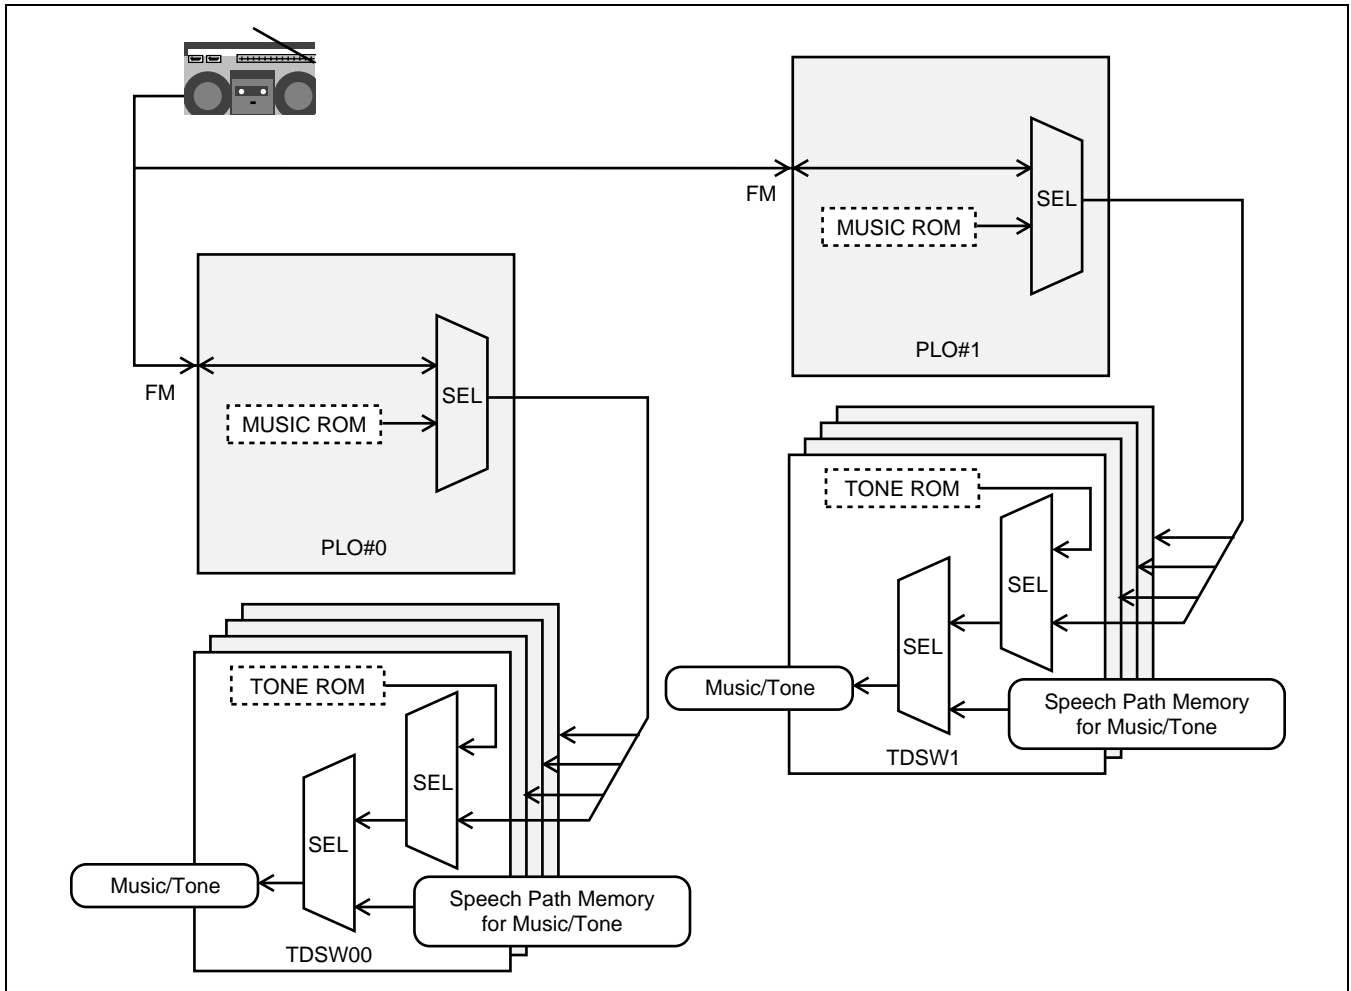 FM
SEL
MUSIC ROM
PLO#1
FM
SEL
MUSIC ROM
PLO#0
TONE ROM
SEL
SEL
Music/Tone
Speech Path Memory
for Music/Tone
TDSW1
TONE ROM
SEL
SEL
Music/Tone
Speech Path Memory
for Music/Tone
TDSW00